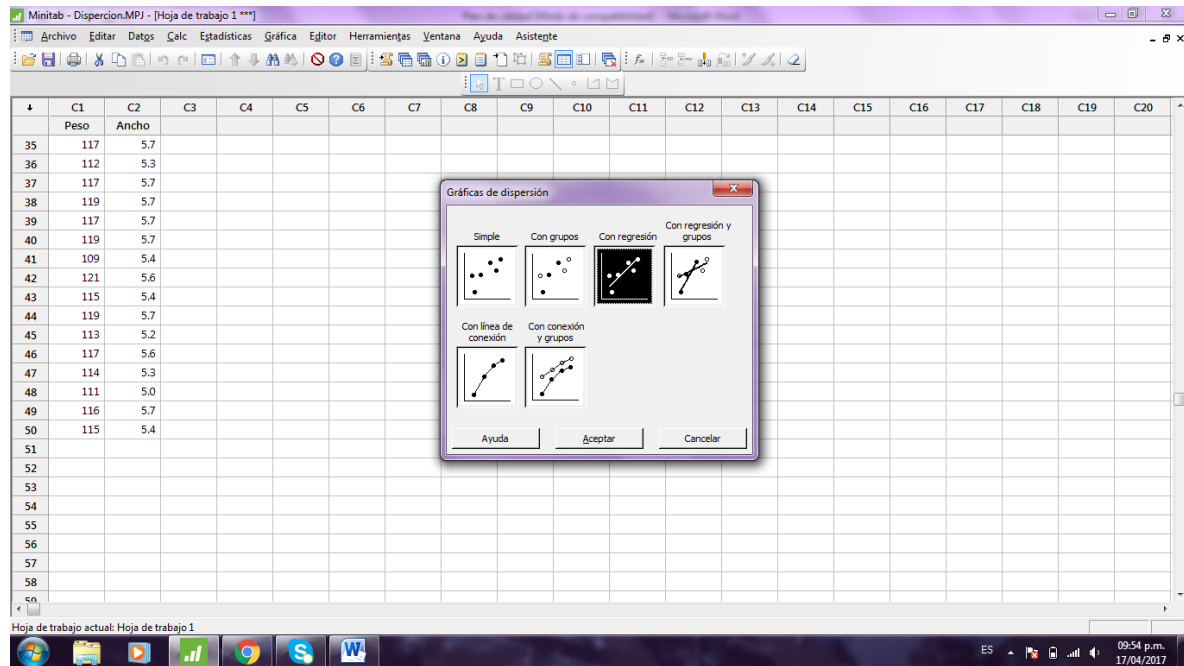 Minitab - Dispercion.MPJ - [Hoja de trabajo 1 ***]
Archivo Editar Datos Calc Estadísticas Gráfica Editor Herramientas Ventana Ayuda Asistente
C1 C2 C3 C4 C5 C6 C7 C8 C9 C10 C11 C12 C13 C14 C15 C16 C17 C18 C19 C20
Peso Ancho
35 117 5.7
36 112 5.3
37 117 5.7
38 119 5.7
39 117 5.7
40 119 5.7
41 109 5.4
42 121 5.6
43 115 5.4
44 119 5.7
45 113 5.2
46 117 5.6
47 114 5.3
48 111 5.0
49 116 5.7
50 115 5.4
51
52
53
54
55
56
57
58
59
Gráficas de dispersión
Simple Con grupos Con regresión Con regresión y
grupos
Con línea de Con conexión
conexión y grupos
Ayuda Aceptar Cancelar
Hoja de trabajo actual: Hoja de trabajo 1
ES 09:54 p.m.
17/04/2017